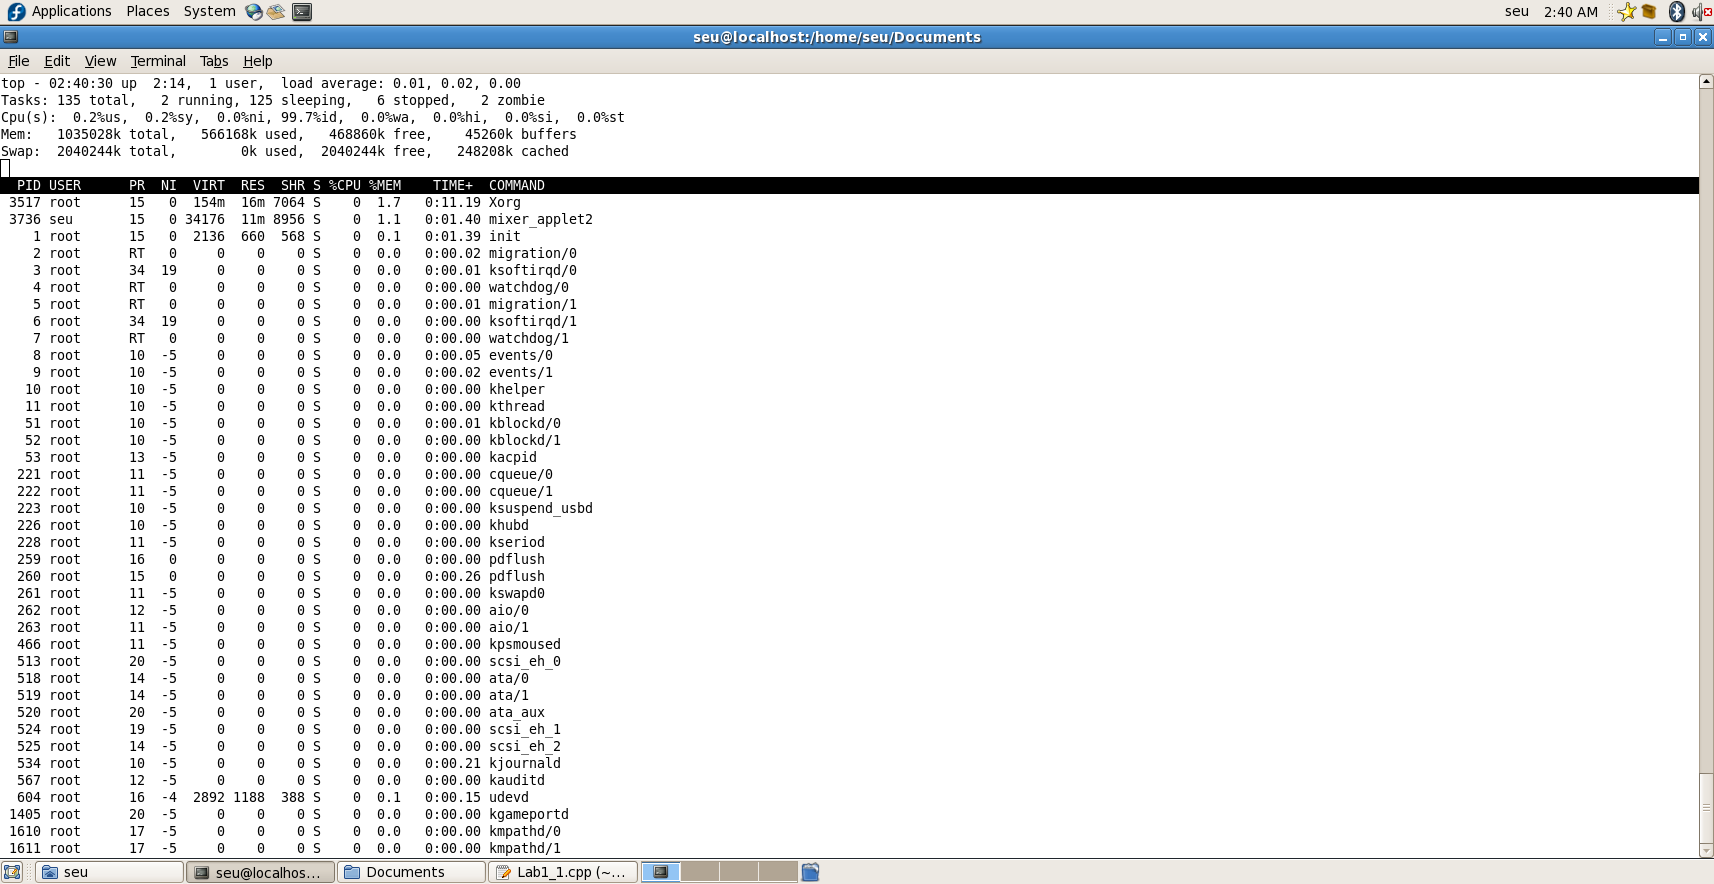 Applications Places System seu 2:40 AM
seu@localhost:/home/seu/Documents
File Edit View Terminal Tabs Help
top - 02:40:30 up  2:14,  1 user,  load average: 0.01, 0.02, 0.00
Tasks: 135 total,   2 running, 125 sleeping,   6 stopped,   2 zombie
Cpu(s):  0.2%us,  0.2%sy,  0.0%ni, 99.7%id,  0.0%wa,  0.0%hi,  0.0%si,  0.0%st
Mem:   1035028k total,   566168k used,   468860k free,    45260k buffers
Swap:  2040244k total,        0k used,  2040244k free,   248208k cached
PID USER      PR  NI  VIRT  RES  SHR S %CPU %MEM    TIME+  COMMAND
3517 root      15   0  154m  16m 7064 S    0  1.7   0:11.19 Xorg
3736 seu       15   0 34176  11m 8956 S    0  1.1   0:01.40 mixer_applet2
1 root      15   0  2136  660  568 S    0  0.1   0:01.39 init
2 root      RT   0     0    0    0 S    0  0.0   0:00.02 migration/0
3 root      34  19     0    0    0 S    0  0.0   0:00.01 ksoftirqd/0
4 root      RT   0     0    0    0 S    0  0.0   0:00.00 watchdog/0
5 root      RT   0     0    0    0 S    0  0.0   0:00.01 migration/1
6 root      34  19     0    0    0 S    0  0.0   0:00.00 ksoftirqd/1
7 root      RT   0     0    0    0 S    0  0.0   0:00.00 watchdog/1
8 root      10  -5     0    0    0 S    0  0.0   0:00.05 events/0
9 root      10  -5     0    0    0 S    0  0.0   0:00.02 events/1
10 root      10  -5     0    0    0 S    0  0.0   0:00.00 khelper
11 root      10  -5     0    0    0 S    0  0.0   0:00.00 kthread
51 root      10  -5     0    0    0 S    0  0.0   0:00.01 kblockd/0
52 root      10  -5     0    0    0 S    0  0.0   0:00.00 kblockd/1
53 root      13  -5     0    0    0 S    0  0.0   0:00.00 kacpid
221 root      11  -5     0    0    0 S    0  0.0   0:00.00 cqueue/0
222 root      11  -5     0    0    0 S    0  0.0   0:00.00 cqueue/1
223 root      10  -5     0    0    0 S    0  0.0   0:00.00 ksuspend_usbd
226 root      10  -5     0    0    0 S    0  0.0   0:00.00 khubd
228 root      11  -5     0    0    0 S    0  0.0   0:00.00 kseriod
259 root      16   0     0    0    0 S    0  0.0   0:00.00 pdflush
260 root      15   0     0    0    0 S    0  0.0   0:00.26 pdflush
261 root      11  -5     0    0    0 S    0  0.0   0:00.00 kswapd0
262 root      12  -5     0    0    0 S    0  0.0   0:00.00 aio/0
263 root      11  -5     0    0    0 S    0  0.0   0:00.00 aio/1
466 root      11  -5     0    0    0 S    0  0.0   0:00.00 kpsmoused
513 root      20  -5     0    0    0 S    0  0.0   0:00.00 scsi_eh_0
518 root      14  -5     0    0    0 S    0  0.0   0:00.00 ata/0
519 root      14  -5     0    0    0 S    0  0.0   0:00.00 ata/1
520 root      20  -5     0    0    0 S    0  0.0   0:00.00 ata_aux
524 root      19  -5     0    0    0 S    0  0.0   0:00.00 scsi_eh_1
525 root      14  -5     0    0    0 S    0  0.0   0:00.00 scsi_eh_2
534 root      10  -5     0    0    0 S    0  0.0   0:00.21 kjournald
567 root      12  -5     0    0    0 S    0  0.0   0:00.00 kauditd
604 root      16  -4  2892 1188  388 S    0  0.1   0:00.15 udevd
1405 root      20  -5     0    0    0 S    0  0.0   0:00.00 kgameportd
1610 root      17  -5     0    0    0 S    0  0.0   0:00.00 kmpathd/0
1611 root      17  -5     0    0    0 S    0  0.0   0:00.00 kmpathd/1
seu seu@localhos... Documents Lab1_1.cpp (~...